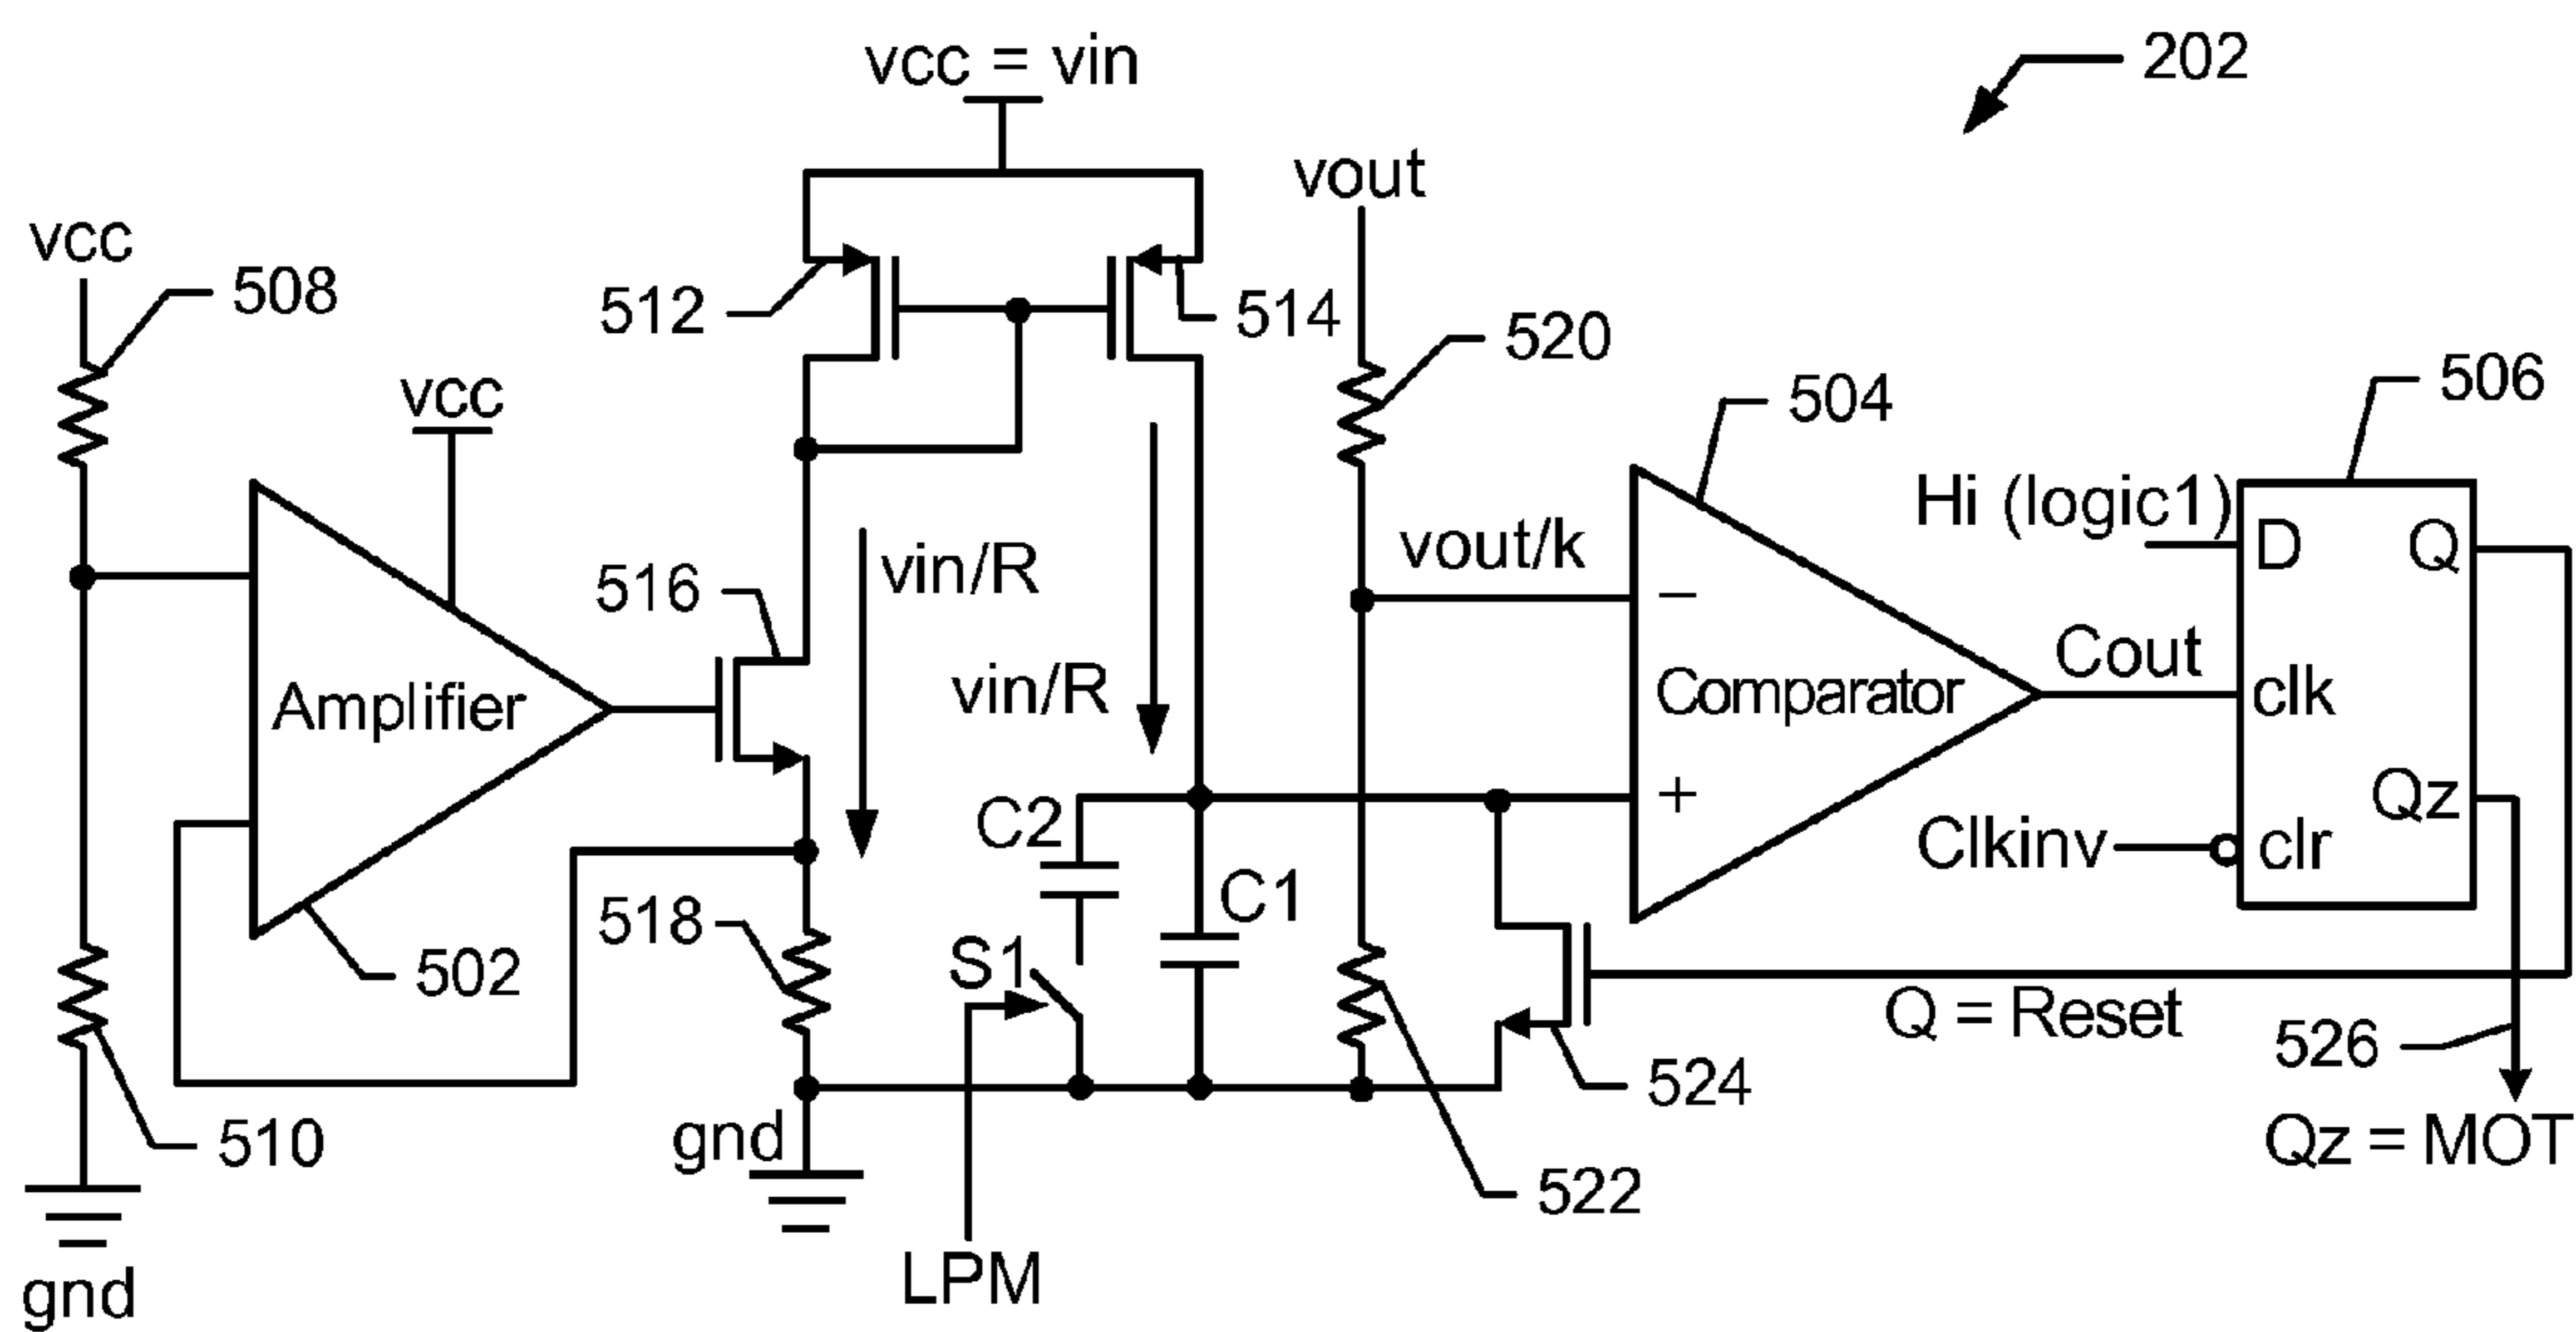 vcc = vin
202
vcc
508
vout
512
514
520
vcc
504
506
Hi (logic1)
D
Q
vout/k
vin/R
516
−
Cout
Comparator
clk
Amplifier
vin/R
+
Qz
C2
Clkinv
clr
C1
518
S1
502
Q = Reset
526
524
510
gnd
Qz = MOT
522
LPM
gnd